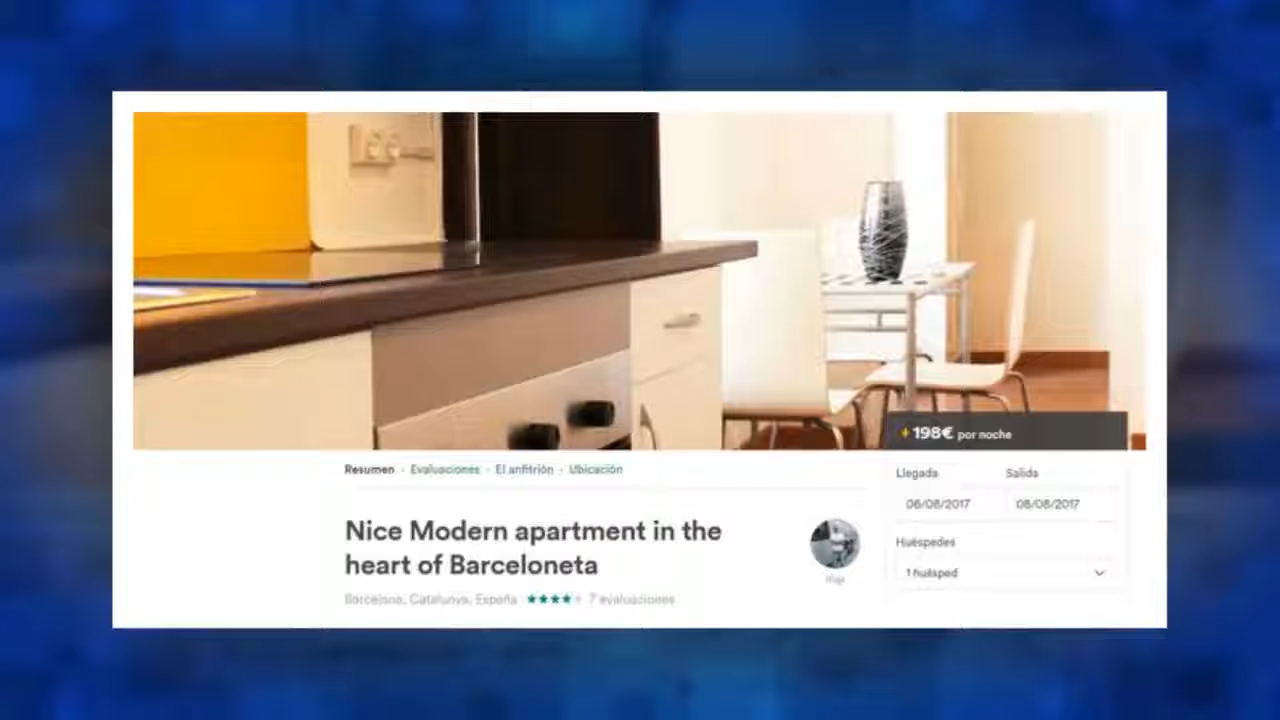 198€ por noche
Resumen · Evaluaciones · El anfitrión · Ubicación
Llegada Salida
06/08/2017 08/08/2017
Nice Modern apartment in the
heart of Barceloneta
Huéspedes
1 huésped
Barcelona, Catalunya, España 7 evaluaciones